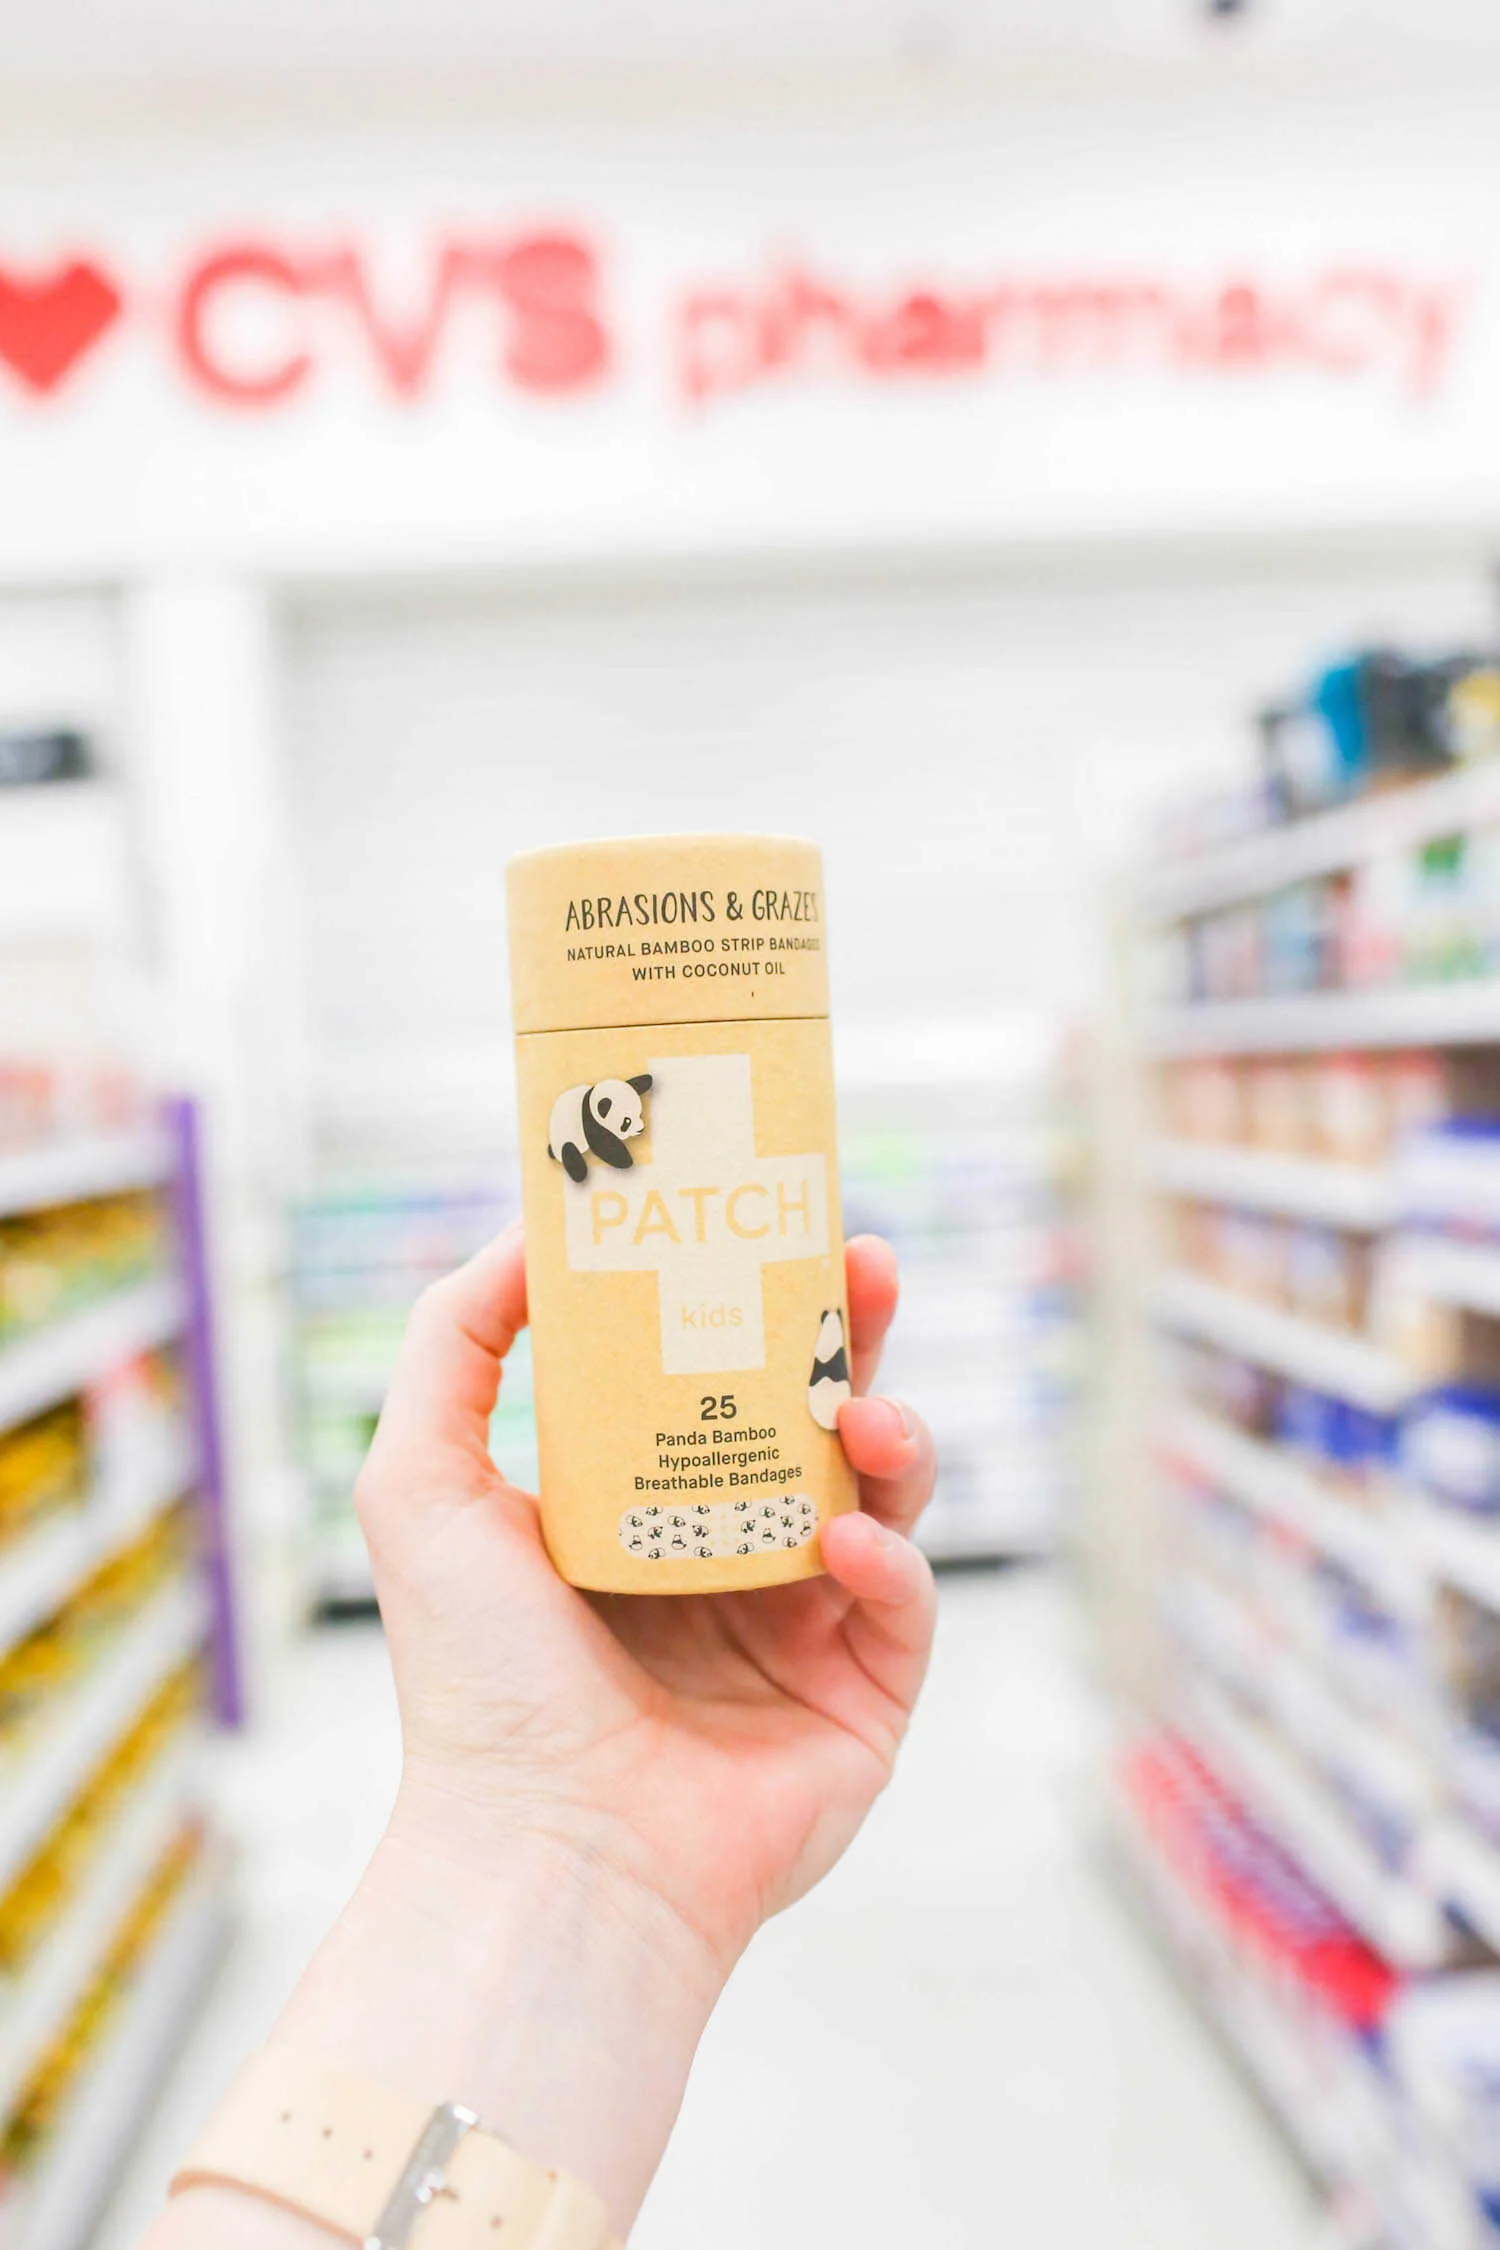 CVS pharmacy
ABRASIONS & GRAZES
NATURAL BAMBOO STRIP BANDAGES
WITH COCONUT OIL
PATCH
kids
25
Panda Bamboo
Hypoallergenic
Breathable Bandages